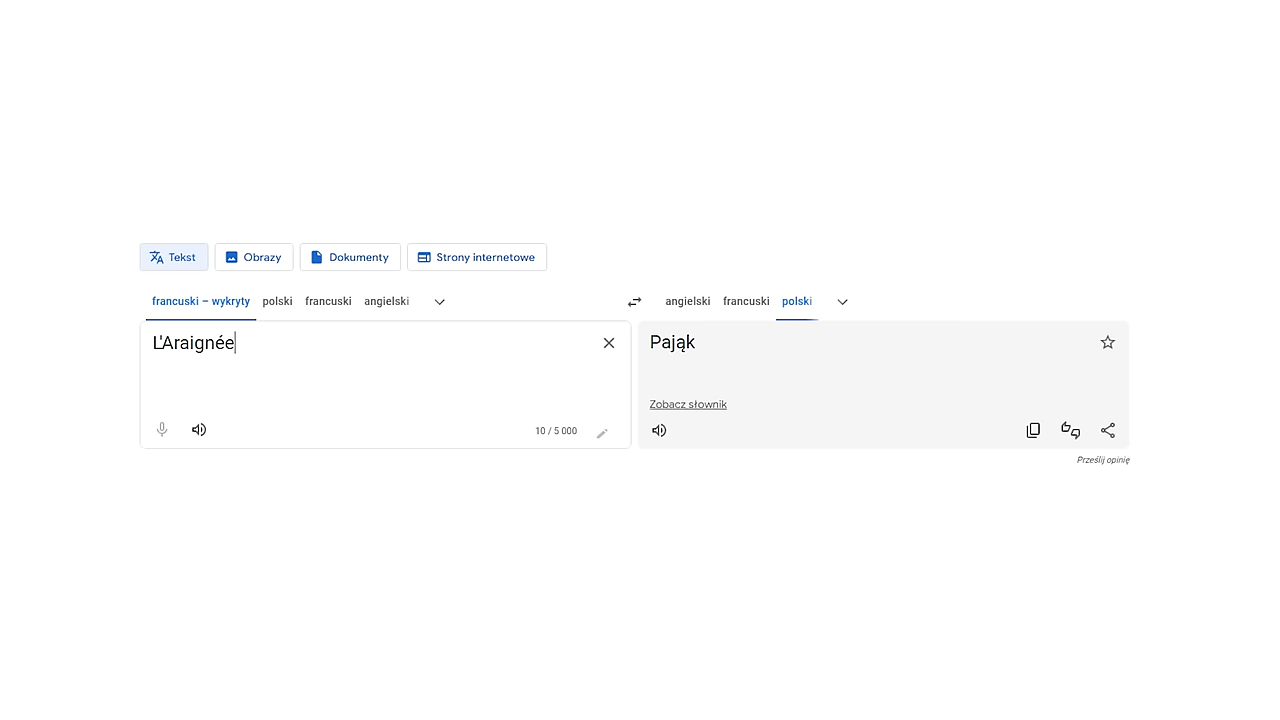 Tekst Obrazy Dokumenty Strony internetowe
francuski – wykryty polski francuski angielski angielski francuski polski
L'Araignée Pająk
Zobacz słownik
10 / 5 000
Prześlij opinię